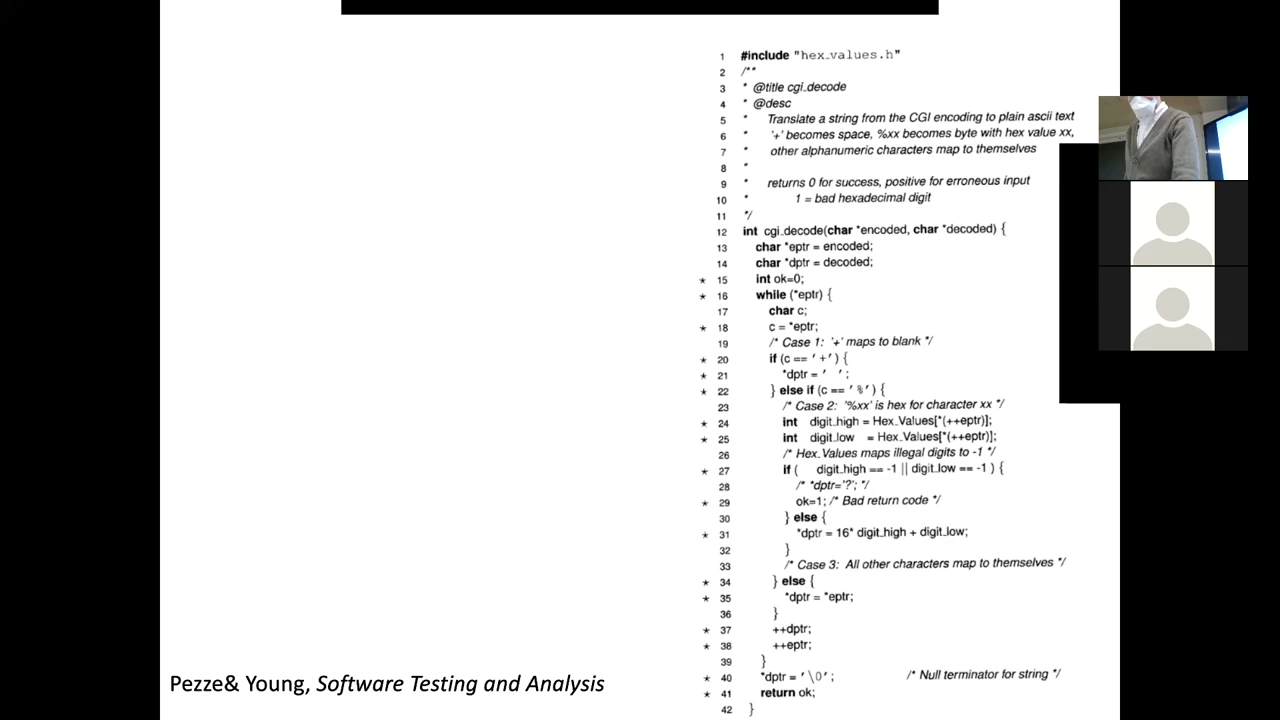 1 #include "hex_values.h"
2 /**
3 * @title cgi_decode
4 * @desc
5 * Translate a string from the CGI encoding to plain ascii text
6 * '+' becomes space, %xx becomes byte with hex value xx,
7 * other alphanumeric characters map to themselves
8 *
9 * returns 0 for success, positive for erroneous input
10 * 1 = bad hexadecimal digit
11 */
12 int cgi_decode(char *encoded, char *decoded) {
13 char *eptr = encoded;
14 char *dptr = decoded;
* 15 int ok=0;
* 16 while (*eptr) {
17 char c;
* 18 c = *eptr;
19 /* Case 1: '+' maps to blank */
* 20 if (c == '+') {
* 21 *dptr = ' ';
* 22 } else if (c == '%') {
23 /* Case 2: '%xx' is hex for character xx */
* 24 int digit_high = Hex_Values[*(++eptr)];
* 25 int digit_low = Hex_Values[*(++eptr)];
26 /* Hex_Values maps illegal digits to -1 */
* 27 if ( digit_high == -1 || digit_low == -1 ) {
28 /* *dptr='?'; */
* 29 ok=1; /* Bad return code */
30 } else {
* 31 *dptr = 16* digit_high + digit_low;
32 }
33 /* Case 3: All other characters map to themselves */
* 34 } else {
* 35 *dptr = *eptr;
36 }
* 37 ++dptr;
* 38 ++eptr;
39 }
* 40 *dptr = '\0'; /* Null terminator for string */
* 41 return ok;
42 }
Pezze& Young, Software Testing and Analysis